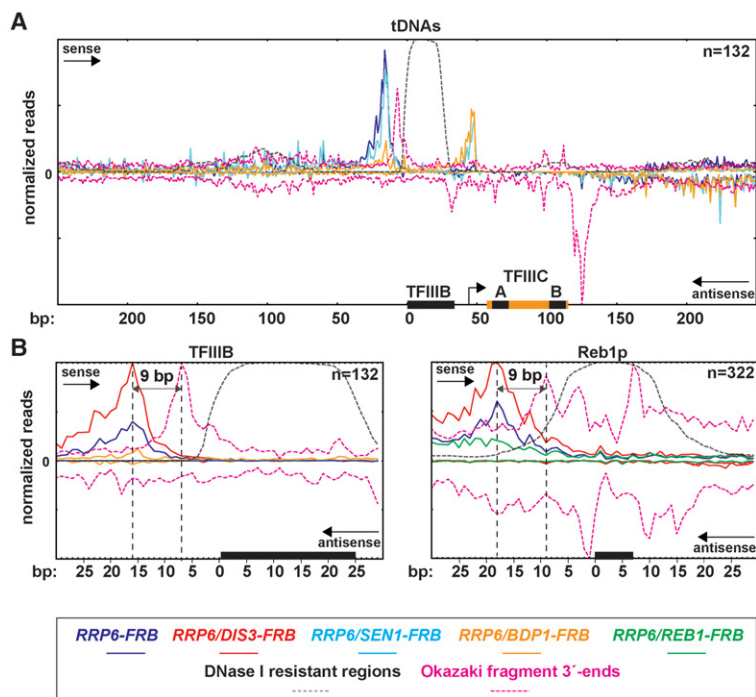 A
tDNAs
sense
n=132
normalized reads
0
TFIIIB
TFIIIC
A
B
antisense
bp: 200 150 100 50 0 50 100 150 200
B
TFIIIB
Reb1p
sense
9 bp
n=132
sense
9 bp
n=322
normalized reads
0
antisense
antisense
bp: 25 20 15 10 5 0 5 10 15 20 25
bp: 25 20 15 10 5 0 5 10 15 20 25
RRP6-FRB RRP6/DIS3-FRB RRP6/SEN1-FRB RRP6/BDP1-FRB RRP6/REB1-FRB
DNase I resistant regions Okazaki fragment 3´-ends